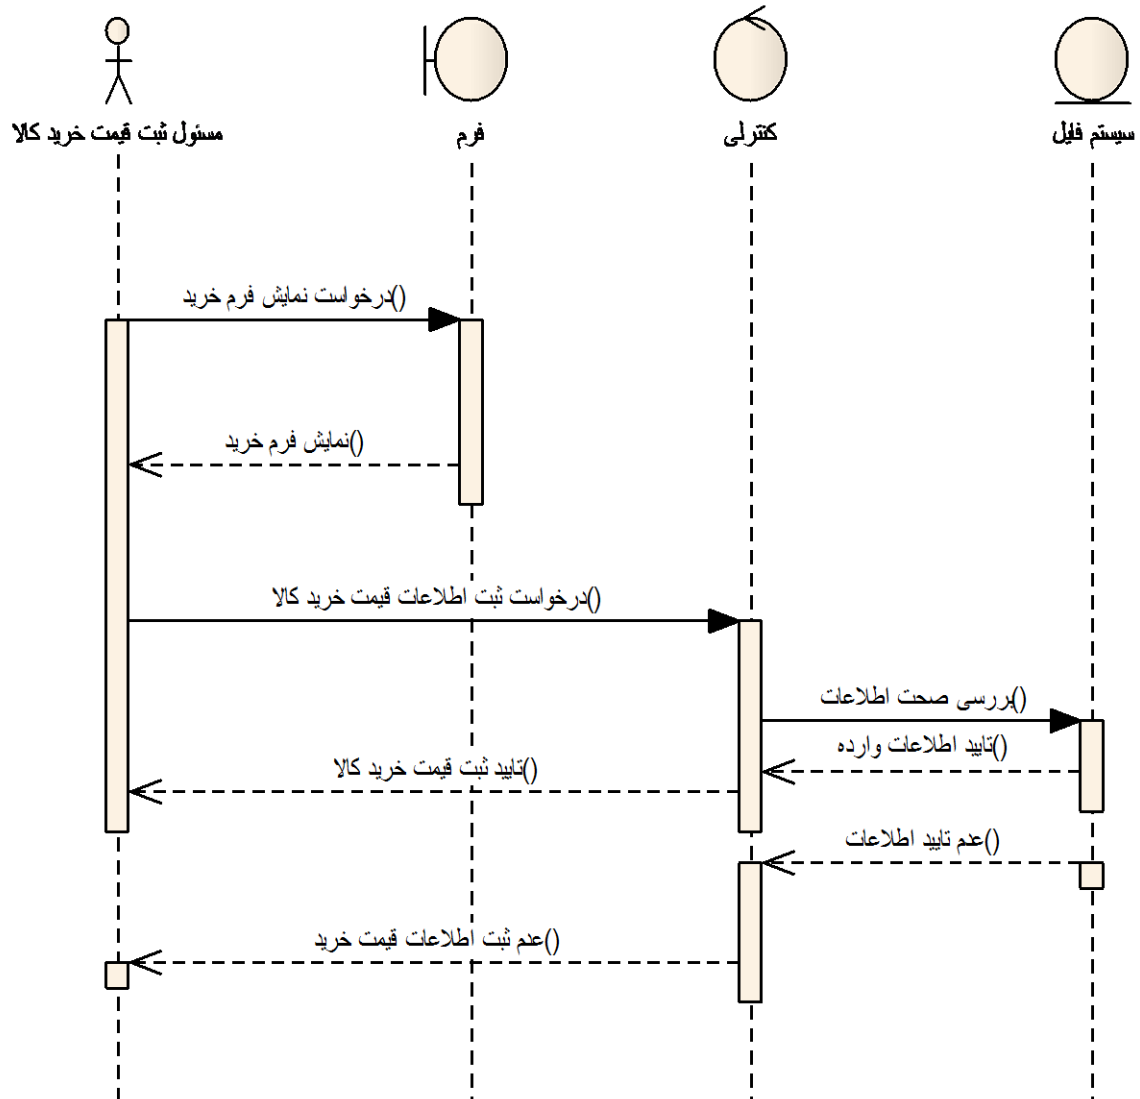 مسئول ثبت قیمت خرید کالا
فرم
کنترلی
سیستم فایل
درخواست نمایش فرم خرید()
نمایش فرم خرید()
درخواست ثبت اطلاعات قیمت خرید کالا()
بررسی صحت اطلاعات()
تایید اطلاعات وارده()
تایید ثبت قیمت خرید کالا()
عدم تایید اطلاعات()
عدم ثبت اطلاعات قیمت خرید()